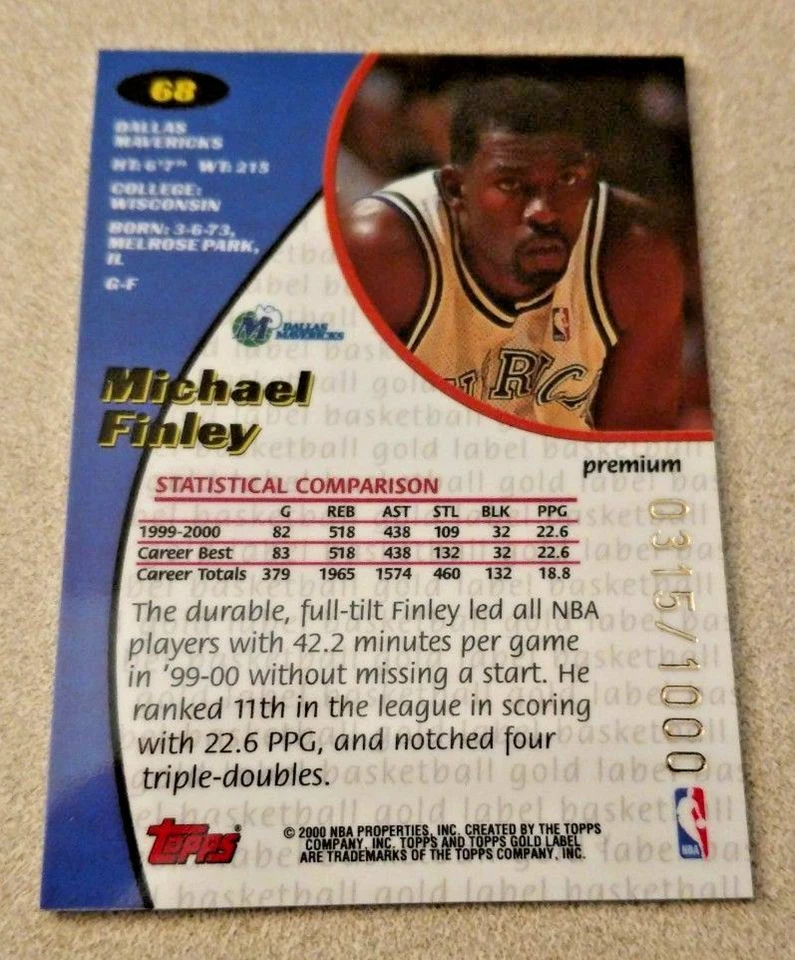 68
DALLAS
MAVERICKS
HT: 6'7" WT: 215
COLLEGE:
WISCONSIN
BORN: 3-6-73,
MELROSE PARK,
IL
G-F
DALLAS
MAVERICKS
Michael
Finley
premium
0315/1000
STATISTICAL COMPARISON
G REB AST STL BLK PPG
1999-2000 82 518 438 109 32 22.6
Career Best 83 518 438 132 32 22.6
Career Totals 379 1965 1574 460 132 18.8
The durable, full-tilt Finley led all NBA
players with 42.2 minutes per game
in '99-00 without missing a start. He
ranked 11th in the league in scoring
with 22.6 PPG, and notched four
triple-doubles.
Topps®
© 2000 NBA PROPERTIES, INC. CREATED BY THE TOPPS
COMPANY, INC. TOPPS AND TOPPS GOLD LABEL
ARE TRADEMARKS OF THE TOPPS COMPANY, INC.
NBA
basketball gold label basketball